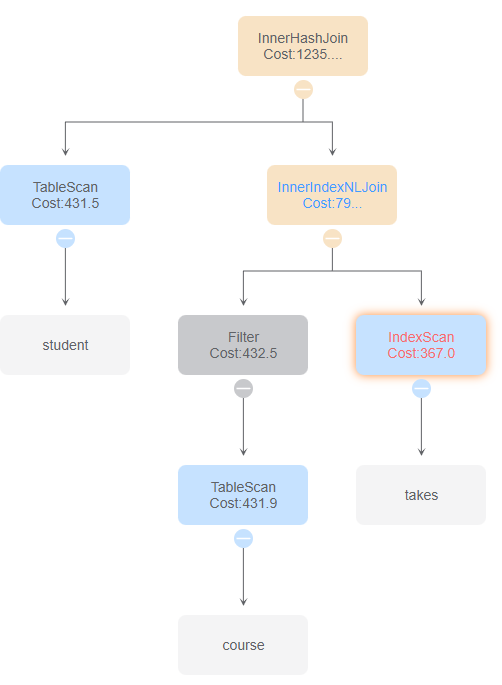 InnerHashJoin
Cost:1235....
TableScan
Cost:431.5
InnerIndexNLJoin
Cost:79...
student
Filter
Cost:432.5
IndexScan
Cost:367.0
TableScan
Cost:431.9
takes
course